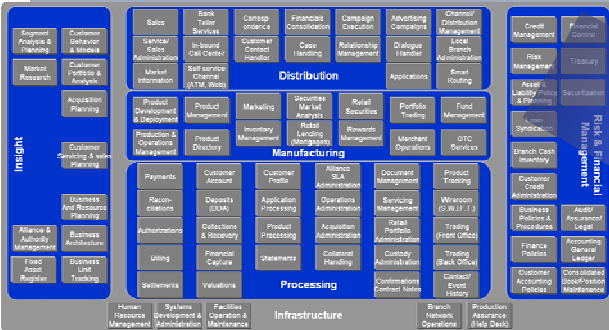 Segment
Analysis &
Planning
Customer
Behavior
& Models
Market
Research
Customer
Portfolio &
Analysis
Acquisition
Planning
Customer
Servicing & sales
Planning
Business
And Resource
Planning
Alliance &
Authority
Management
Business
Architecture
Fixed
Asset
Register
Business
Unit
Tracking
Insight
Sales
Bank
Teller
Services
Corresp
ondence
Financials
Consolidation
Campaign
Execution
Advertising
Campaigns
Channel/
Distribution
Management
Service/
Sales
Administration
In-bound
Call Center
Customer
Contact
Handler
Case
Handling
Relationship
Management
Dialogue
Handler
Local
Branch
Administration
Market
Information
Self-service
Channel
(ATM, Web)
Distribution
Applications
Smart
Routing
Product
Development
& Deployment
Product
Management
Marketing
Securities
Market
Analysis
Retail
Securities
Portfolio
Trading
Fund
Management
Production &
Operations
Management
Product
Directory
Inventory
Management
Retail
Lending
(Mortgages)
Rewards
Management
Merchant
Operations
OTC
Services
Manufacturing
Payments
Customer
Account
Customer
Profile
Alliance
SLA
Administration
Document
Management
Product
Tracking
Recon-
ciliations
Deposits
(DDA)
Application
Processing
Operations
Administration
Servicing
Management
Wireroom
(S.W.I.F.T.)
Authorizations
Collections
& Recovery
Product
Processing
Acquisition
Administration
Retail
Portfolio
Administration
Trading
(Front Office)
Billing
Financial
Capture
Statements
Collateral
Handling
Custody
Administration
Trading
(Back Office)
Settlements
Valuations
Processing
Confirmations
Contract Notes
Contact/
Event
History
Credit
Management
Financial
Control
Risk
Management
Treasury
Asset &
Liability Policy
& Planning
Securitization
Loan
Syndication
Branch Cash
Inventory
Customer
Credit
Administration
Business
Policies &
Procedures
Audit/
Assurance/
Legal
Finance
Policies
Accounting
General
Ledger
Customer
Accounting
Policies
Consolidated
Book/Position
Maintenance
Risk & Financial
Management
Human
Resource
Management
Systems
Development &
Administration
Facilities
Operation &
Maintenance
Infrastructure
Branch
Network
Operations
Production
Assurance
(Help Desk)